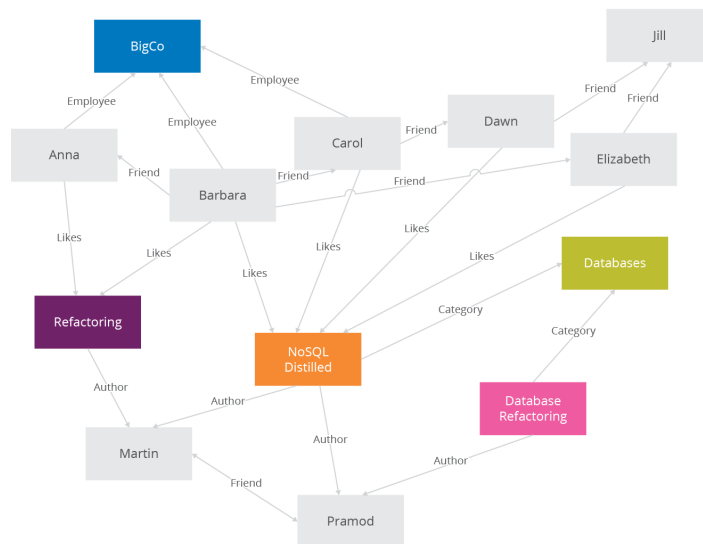 Jill
BigCo
Employee
Employee
Employee
Friend
Friend
Dawn
Friend
Carol
Anna
Friend
Elizabeth
Barbara
Friend
Friend
Likes
Likes
Likes
Likes
Likes
Likes
Databases
Category
Refactoring
Category
NoSQL
Distilled
Author
Author
Author
Database
Refactoring
Martin
Author
Friend
Pramod